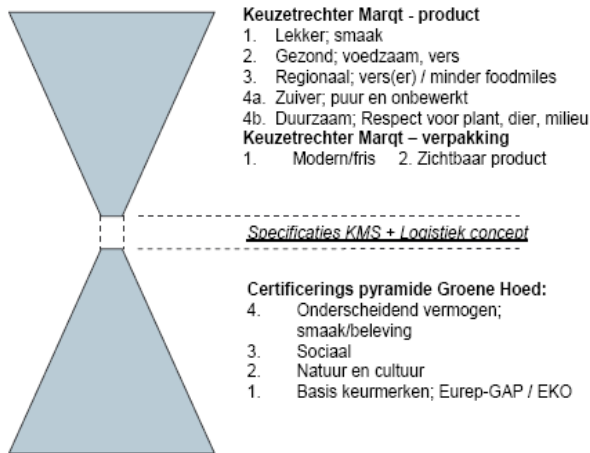 Keuzetrechter Marqt - product
1. Lekker; smaak
2. Gezond; voedzaam, vers
3. Regionaal; vers(er) / minder foodmiles
4a. Zuiver; puur en onbewerkt
4b. Duurzaam; Respect voor plant, dier, milieu
Keuzetrechter Marqt – verpakking
1. Modern/fris 2. Zichtbaar product
Specificaties KMS + Logistiek concept
Certificerings pyramide Groene Hoed:
4. Onderscheidend vermogen;
smaak/beleving
3. Sociaal
2. Natuur en cultuur
1. Basis keurmerken; Eurep-GAP / EKO